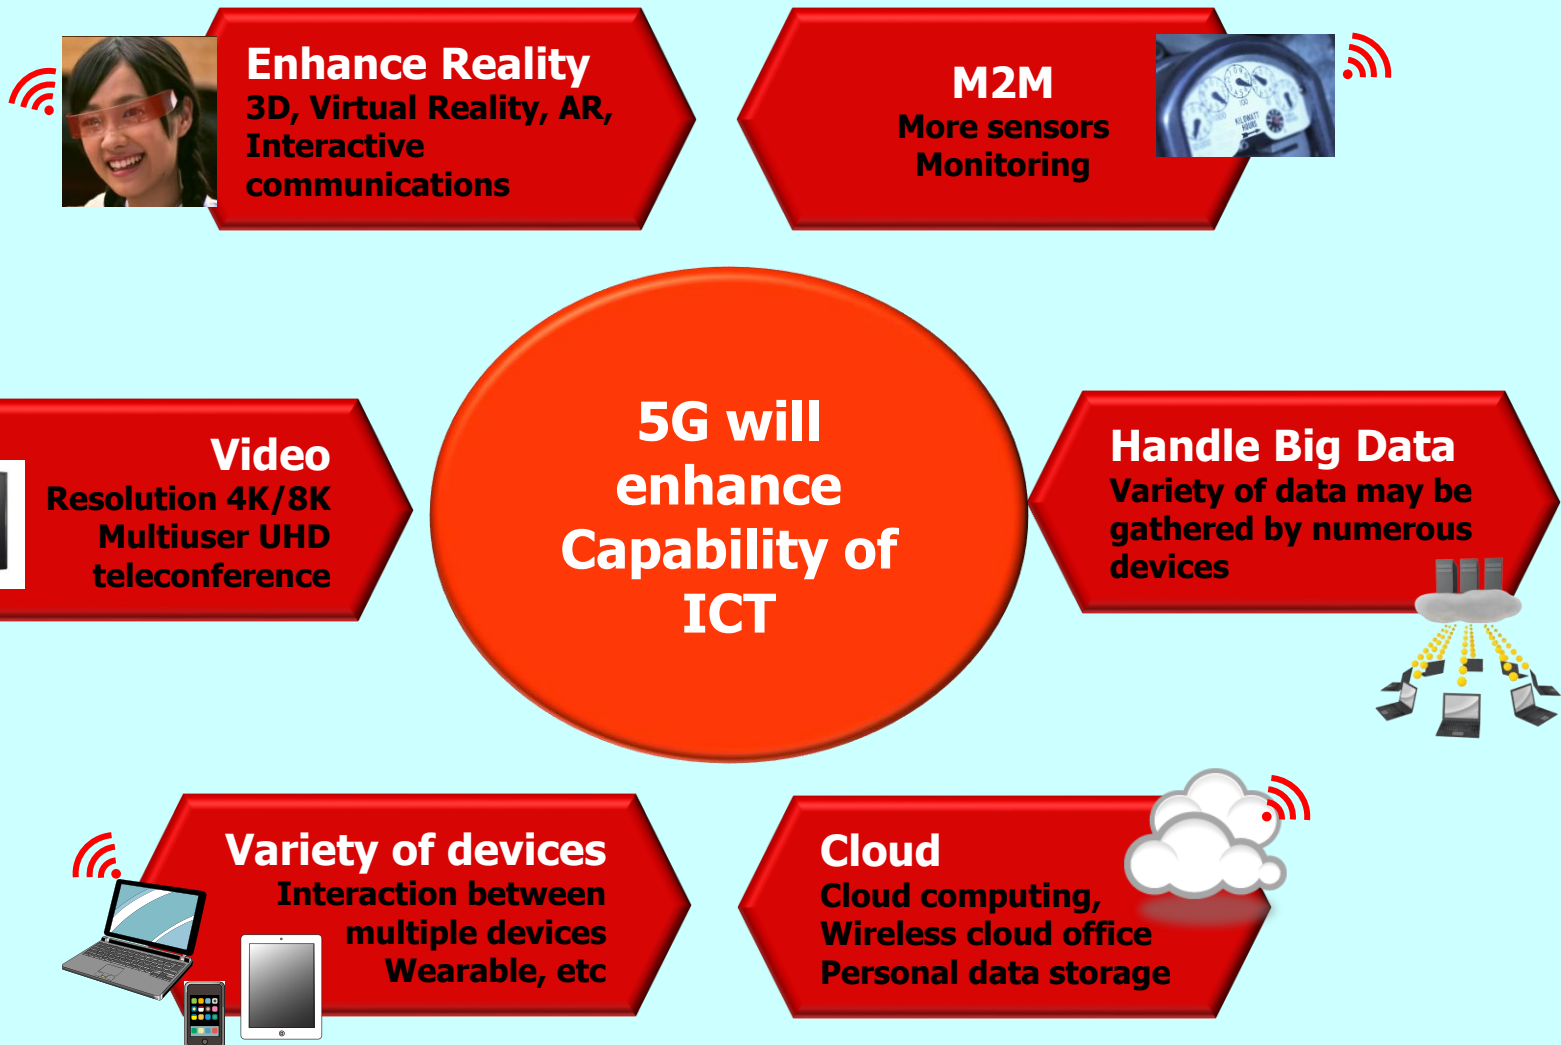 Enhance Reality
3D, Virtual Reality, AR,
Interactive
communications
M2M
More sensors
Monitoring
KILOWATT
HOURS
5G will
enhance
Capability of
ICT
Video
Resolution 4K/8K
Multiuser UHD
teleconference
Handle Big Data
Variety of data may be
gathered by numerous
devices
Variety of devices
Interaction between
multiple devices
Wearable, etc
Cloud
Cloud computing,
Wireless cloud office
Personal data storage